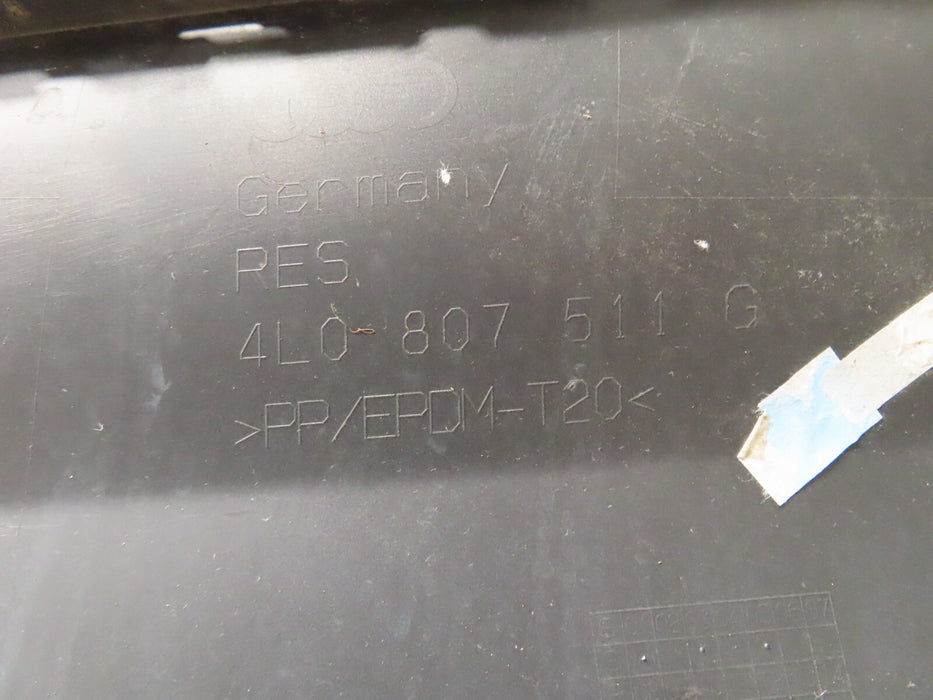 Germany
RES
4L0 807 511 G
>PP/EPDM-T20<